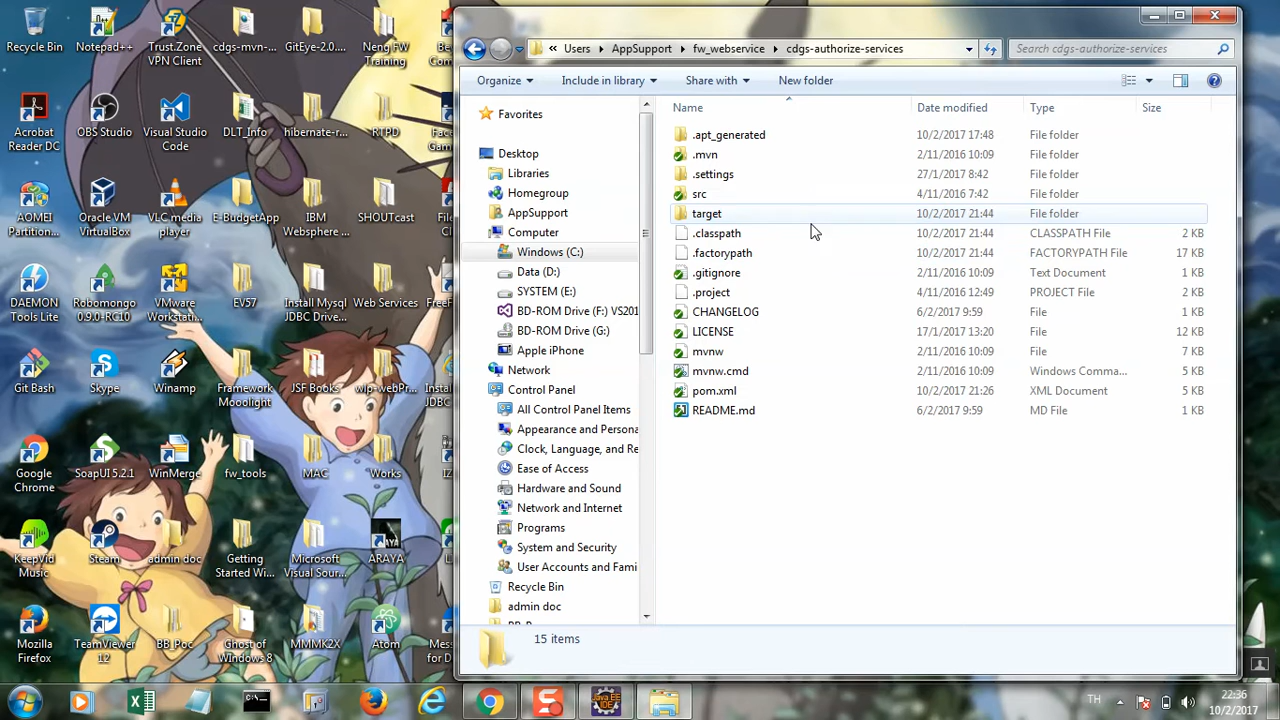 Recycle Bin
Notepad++
Trust.Zone
VPN Client
cdgs-mvn-...
GitEye-2.0....
Neng FW
Training
Acrobat
Reader DC
OBS Studio
Visual Studio
Code
DLT_Info
hibernate-r...
RTPD
AOMEI
Partition...
Oracle VM
VirtualBox
VLC media
player
E-BudgetApp
IBM
Websphere ...
SHOUTcast
DAEMON
Tools Lite
Robomongo
0.9.0-RC10
VMware
Workstati...
EV57
Install Mysql
JDBC Drive...
Web Services
Git Bash
Skype
Winamp
Framework
Mooolight
JSF Books
wlp-webPr...
Google
Chrome
SoapUI 5.2.1
WinMerge
fw_tools
MAC
Works
KeepVid
Music
Steam
admin doc
Getting
Started Wi...
Microsoft
Visual Sour...
ARAYA
Mozilla
Firefox
TeamViewer
12
BB_Poc
Ghost of
Windows 8
MMMK2X
Atom
« Users AppSupport fw_webservice cdgs-authorize-services
Search cdgs-authorize-services
Organize Include in library Share with New folder
Favorites
Desktop
Libraries
Homegroup
AppSupport
Computer
Windows (C:)
Data (D:)
SYSTEM (E:)
BD-ROM Drive (F:) VS201
BD-ROM Drive (G:)
Apple iPhone
Network
Control Panel
All Control Panel Items
Appearance and Persona
Clock, Language, and Re
Ease of Access
Hardware and Sound
Network and Internet
Programs
System and Security
User Accounts and Fami
Recycle Bin
admin doc
Name Date modified Type Size
.apt_generated 10/2/2017 17:48 File folder
.mvn 2/11/2016 10:09 File folder
.settings 27/1/2017 8:42 File folder
src 4/11/2016 7:42 File folder
target 10/2/2017 21:44 File folder
.classpath 10/2/2017 21:44 CLASSPATH File 2 KB
.factorypath 10/2/2017 21:44 FACTORYPATH File 17 KB
.gitignore 2/11/2016 10:09 Text Document 1 KB
.project 4/11/2016 12:49 PROJECT File 2 KB
CHANGELOG 6/2/2017 9:59 File 1 KB
LICENSE 17/1/2017 13:20 File 12 KB
mvnw 2/11/2016 10:09 File 7 KB
mvnw.cmd 2/11/2016 10:09 Windows Comma... 5 KB
pom.xml 10/2/2017 21:26 XML Document 5 KB
README.md 6/2/2017 9:59 MD File 1 KB
15 items
TH
22:36
10/2/2017